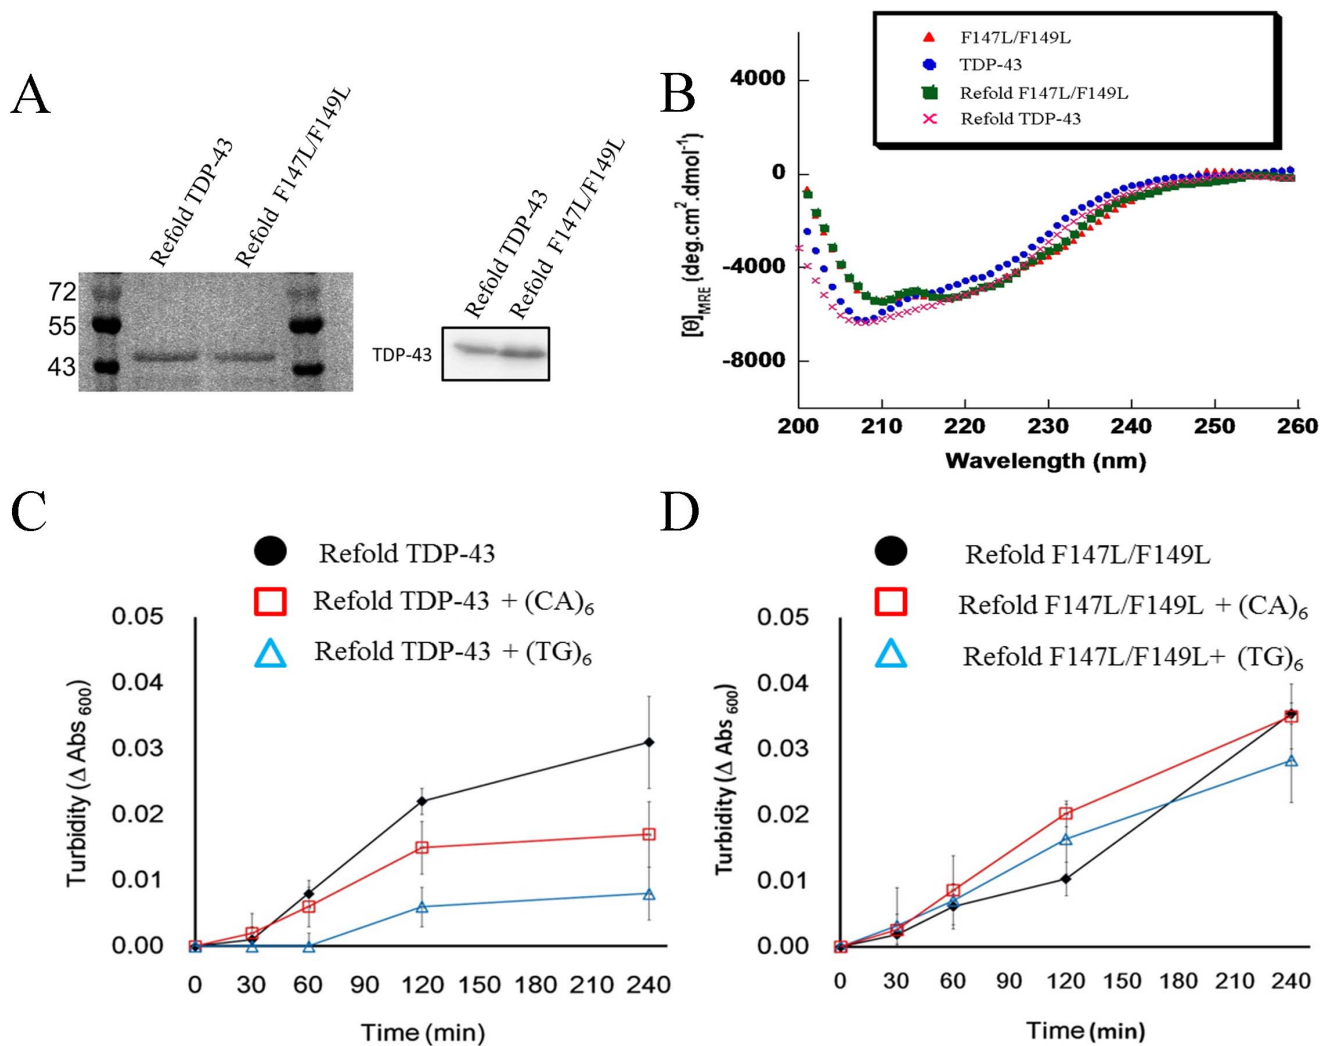 A
Refold TDP-43
Refold F147L/F149L
72
55
43
Refold TDP-43
Refold F147L/F149L
TDP-43
B
F147L/F149L
TDP-43
Refold F147L/F149L
Refold TDP-43
4000
0
-4000
-8000
[θ]MRE (deg.cm2.dmol-1)
200 210 220 230 240 250 260
Wavelength (nm)
C
Refold TDP-43
Refold TDP-43 + (CA)6
Refold TDP-43 + (TG)6
0.05
0.04
0.03
0.02
0.01
0.00
Turbidity (Δ Abs 600)
0 30 60 90 120 150 180 210 240
Time (min)
D
Refold F147L/F149L
Refold F147L/F149L + (CA)6
Refold F147L/F149L+ (TG)6
0.05
0.04
0.03
0.02
0.01
0.00
Turbidity (Δ Abs 600)
0 30 60 90 120 150 180 210 240
Time (min)